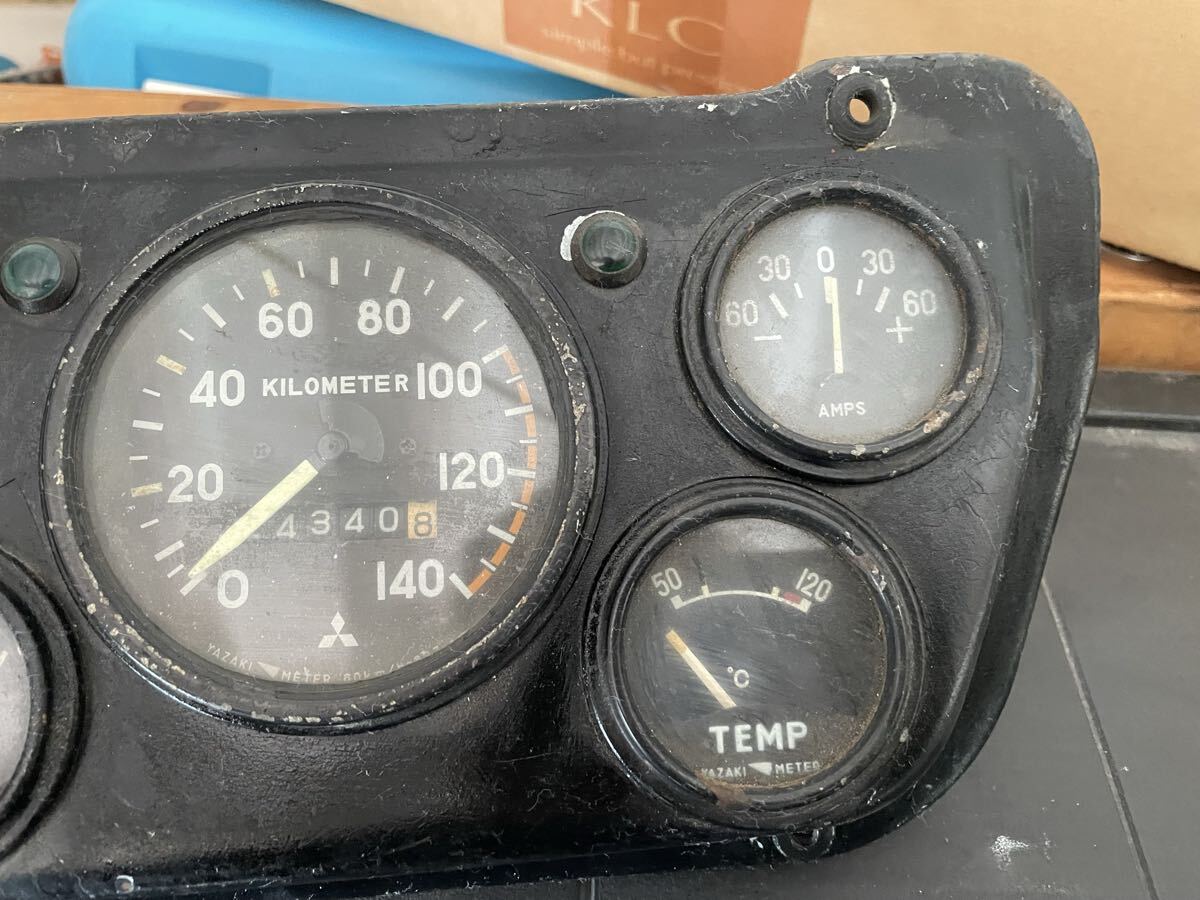 KLC
60 80
40 KILOMETER 100
20 120
43408
0 140
YAZAKI METER
30 0 30
60 60
− +
AMPS
50 120
°C
TEMP
YAZAKI METER